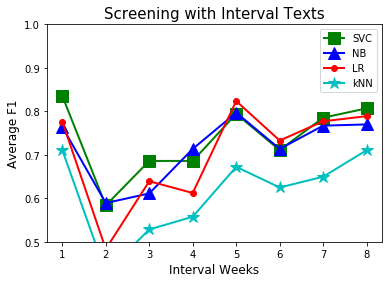 Screening with Interval Texts
SVC
NB
LR
kNN
Average F1
1.0
0.9
0.8
0.7
0.6
0.5
1 2 3 4 5 6 7 8
Interval Weeks